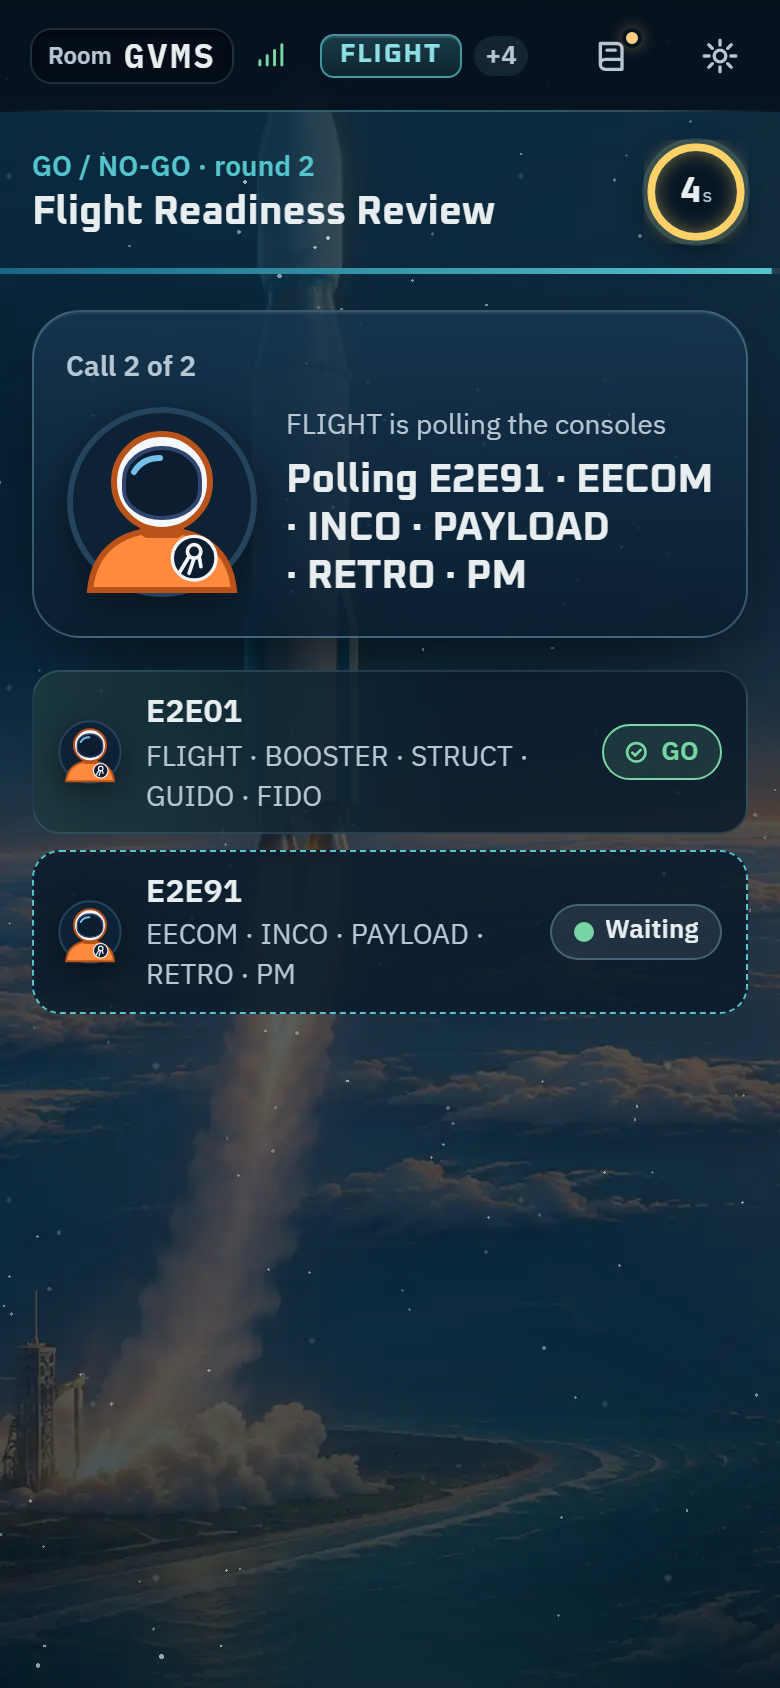 Room GVMS FLIGHT +4
GO / NO-GO · round 2
Flight Readiness Review
4s
Call 2 of 2
FLIGHT is polling the consoles
Polling E2E91 · EECOM
· INCO · PAYLOAD
· RETRO · PM
E2E01
FLIGHT · BOOSTER · STRUCT ·
GUIDO · FIDO
GO
E2E91
EECOM · INCO · PAYLOAD ·
RETRO · PM
Waiting